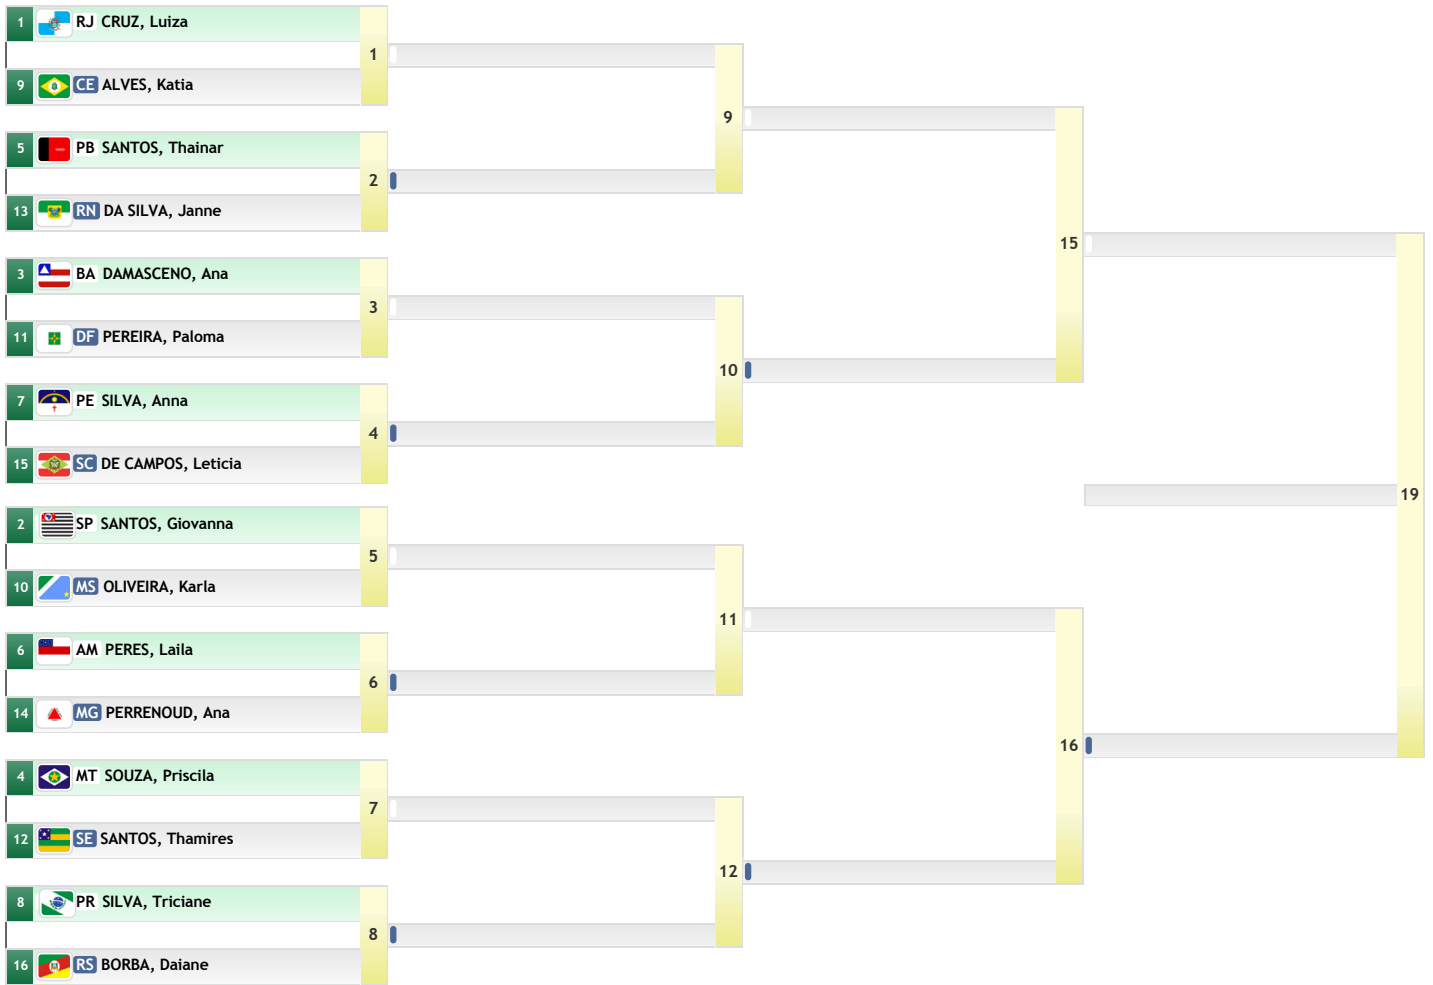 1 RJ CRUZ, Luiza
1
9 CE ALVES, Katia
9
5 PB SANTOS, Thainar
2
13 RN DA SILVA, Janne
15
3 BA DAMASCENO, Ana
3
11 DF PEREIRA, Paloma
10
7 PE SILVA, Anna
4
15 SC DE CAMPOS, Leticia
19
2 SP SANTOS, Giovanna
5
10 MS OLIVEIRA, Karla
11
6 AM PERES, Laila
6
14 MG PERRENOUD, Ana
16
4 MT SOUZA, Priscila
7
12 SE SANTOS, Thamires
12
8 PR SILVA, Triciane
8
16 RS BORBA, Daiane